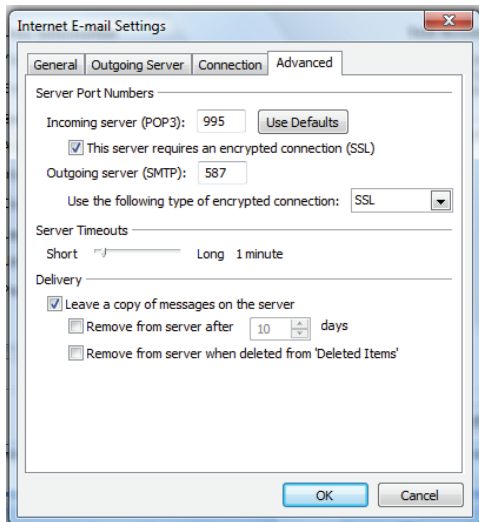 Internet E-mail Settings
General Outgoing Server Connection Advanced
Server Port Numbers
Incoming server (POP3): 995 Use Defaults
This server requires an encrypted connection (SSL)
Outgoing server (SMTP): 587
Use the following type of encrypted connection: SSL
Server Timeouts
Short Long 1 minute
Delivery
Leave a copy of messages on the server
Remove from server after 10 days
Remove from server when deleted from 'Deleted Items'
OK Cancel